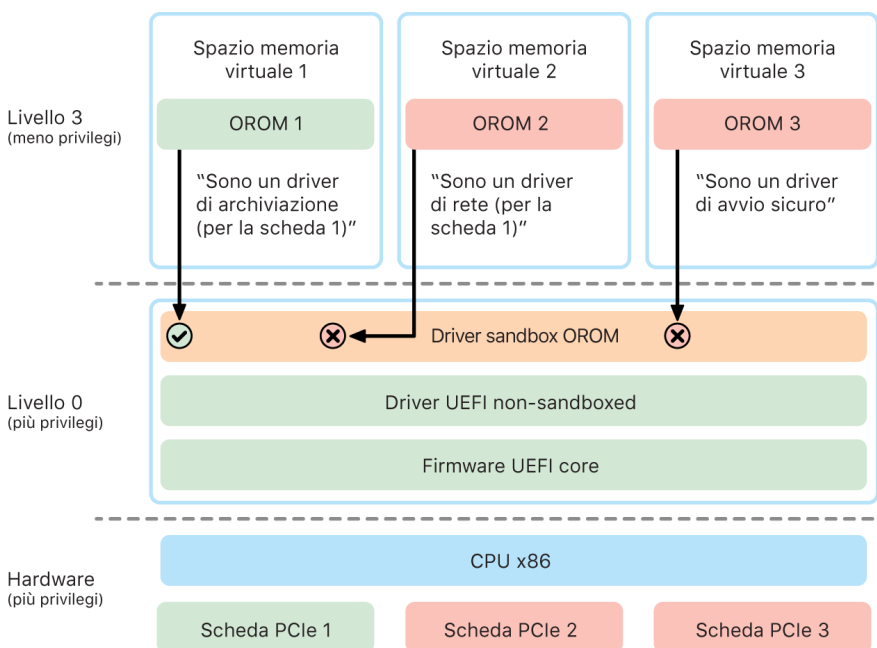 Spazio memoria
virtuale 1
Spazio memoria
virtuale 2
Spazio memoria
virtuale 3
Livello 3
(meno privilegi)
OROM 1
OROM 2
OROM 3
“Sono un driver
di archiviazione
(per la scheda 1)”
“Sono un driver
di rete (per la
scheda 1)”
“Sono un driver
di avvio sicuro”
Driver sandbox OROM
Livello 0
(più privilegi)
Driver UEFI non-sandboxed
Firmware UEFI core
Hardware
(più privilegi)
CPU x86
Scheda PCIe 1
Scheda PCIe 2
Scheda PCIe 3